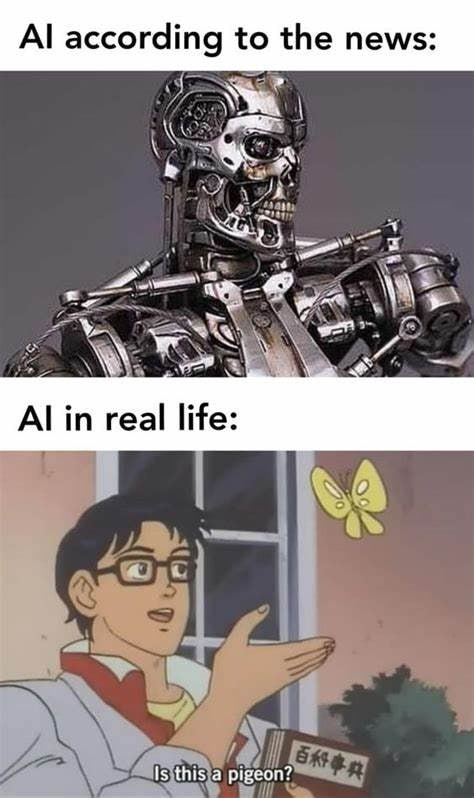 AI according to the news:
AI in real life:
百科事典
Is this a pigeon?